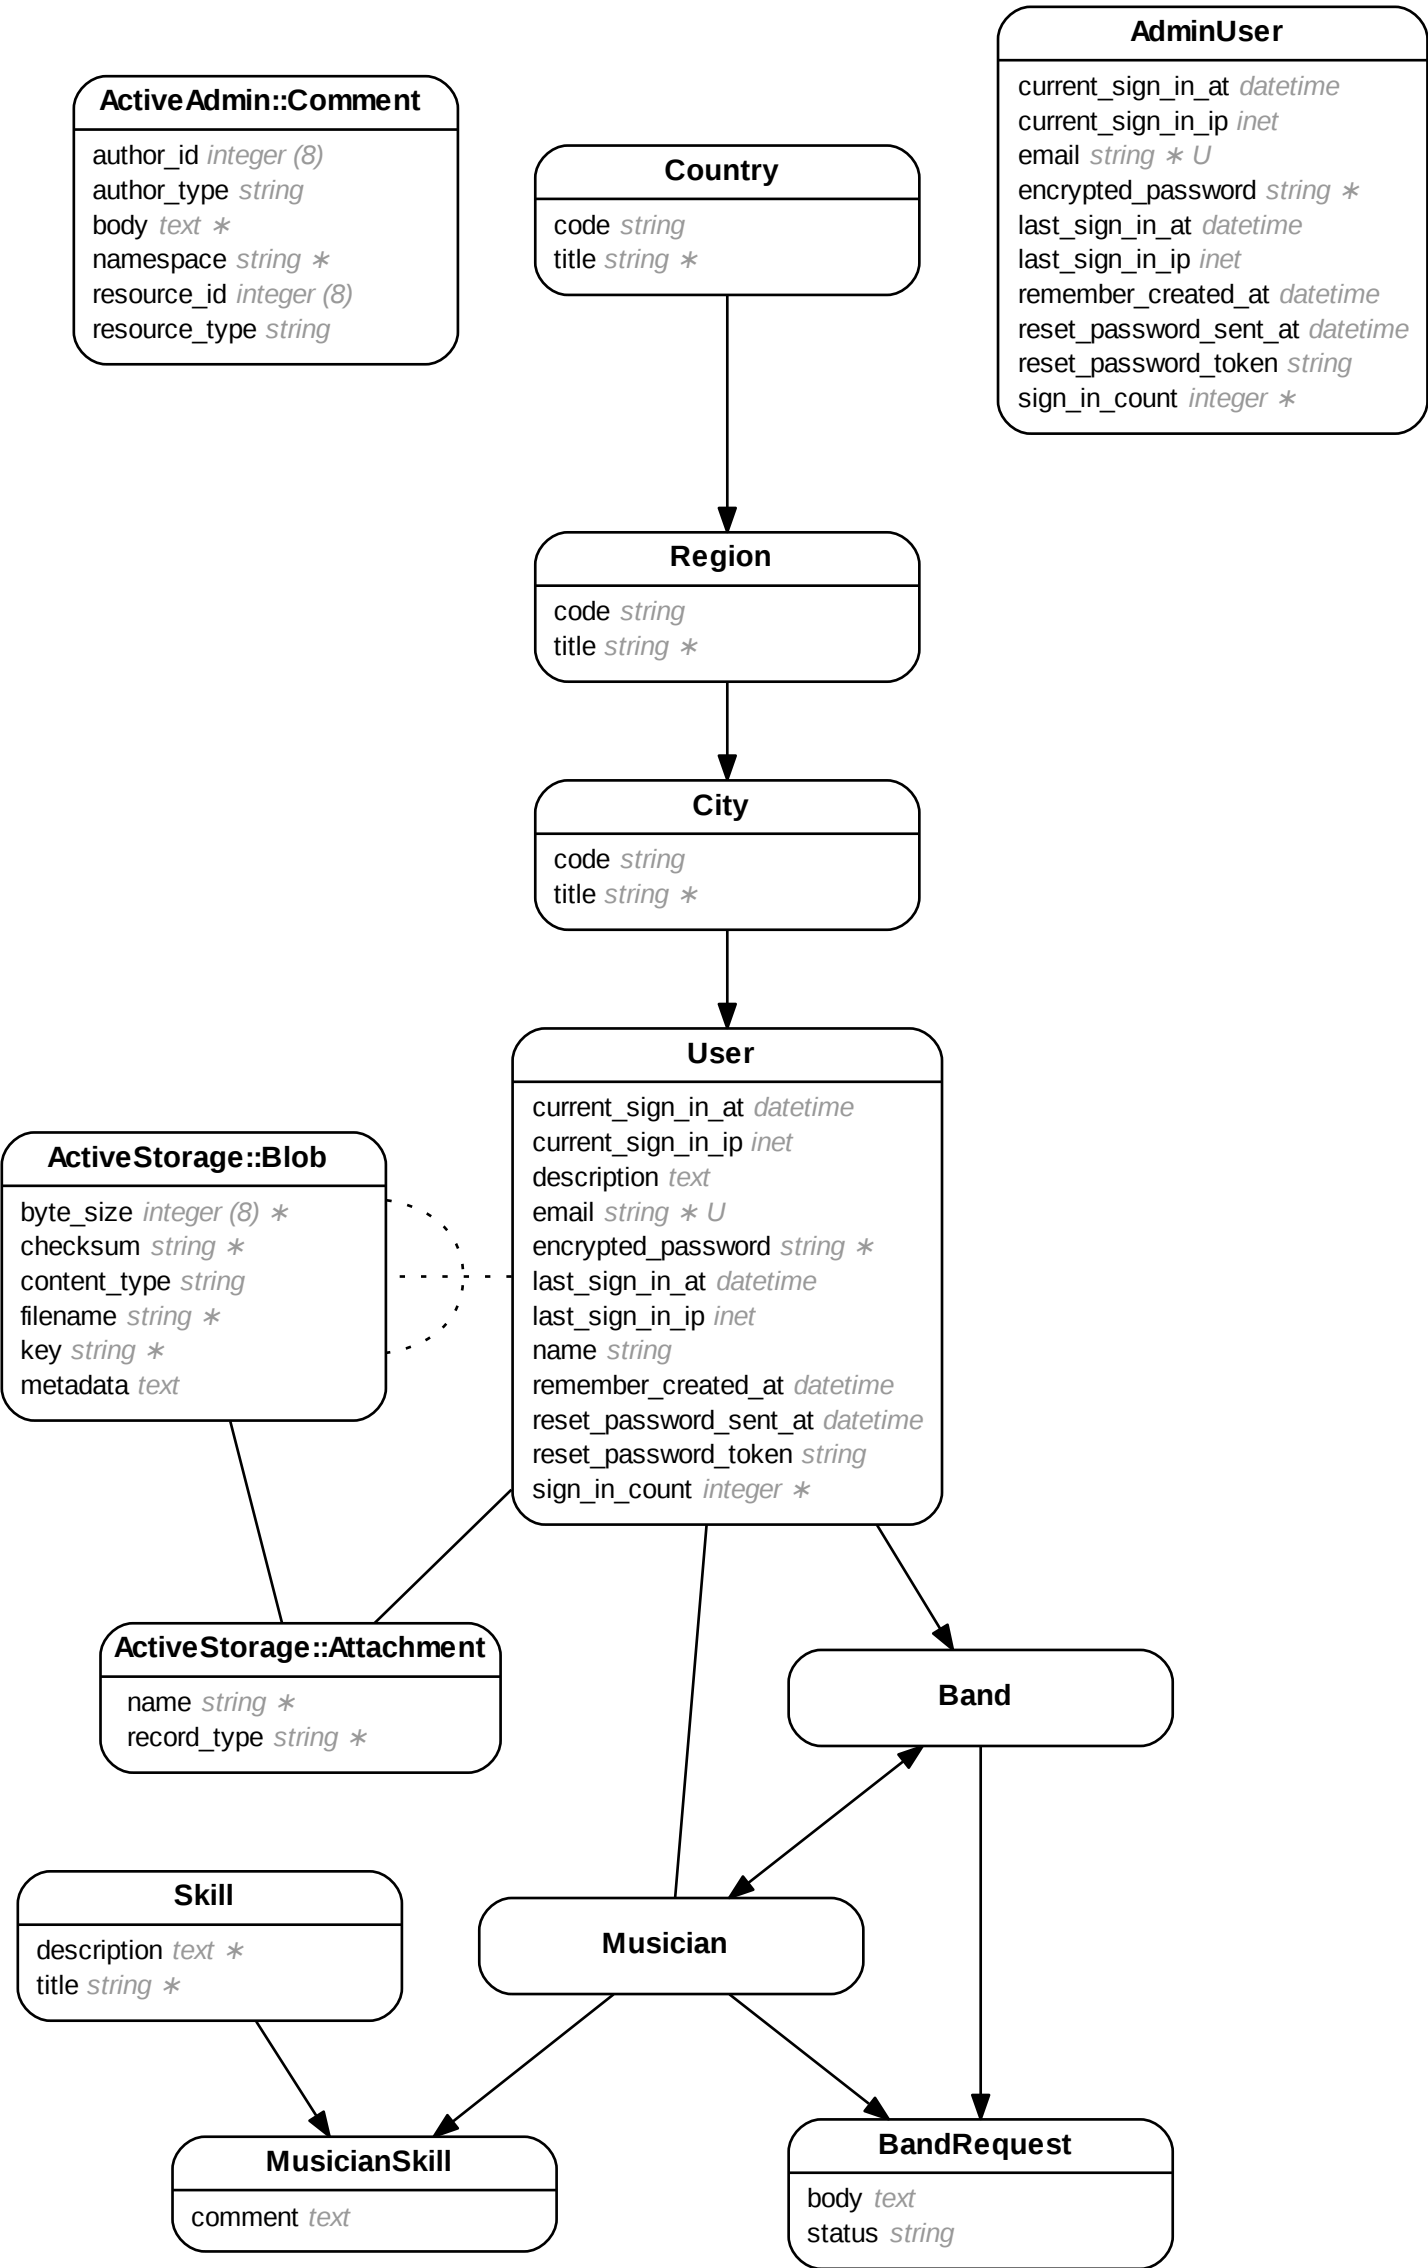 AdminUser
current_sign_in_at datetime
current_sign_in_ip inet
email string ∗ U
encrypted_password string ∗
last_sign_in_at datetime
last_sign_in_ip inet
remember_created_at datetime
reset_password_sent_at datetime
reset_password_token string
sign_in_count integer ∗
ActiveAdmin::Comment
author_id integer (8)
author_type string
body text ∗
namespace string ∗
resource_id integer (8)
resource_type string
Country
code string
title string ∗
Region
code string
title string ∗
City
code string
title string ∗
User
current_sign_in_at datetime
current_sign_in_ip inet
description text
email string ∗ U
encrypted_password string ∗
last_sign_in_at datetime
last_sign_in_ip inet
name string
remember_created_at datetime
reset_password_sent_at datetime
reset_password_token string
sign_in_count integer ∗
ActiveStorage::Blob
byte_size integer (8) ∗
checksum string ∗
content_type string
filename string ∗
key string ∗
metadata text
ActiveStorage::Attachment
name string ∗
record_type string ∗
Band
Skill
description text ∗
title string ∗
Musician
MusicianSkill
comment text
BandRequest
body text
status string